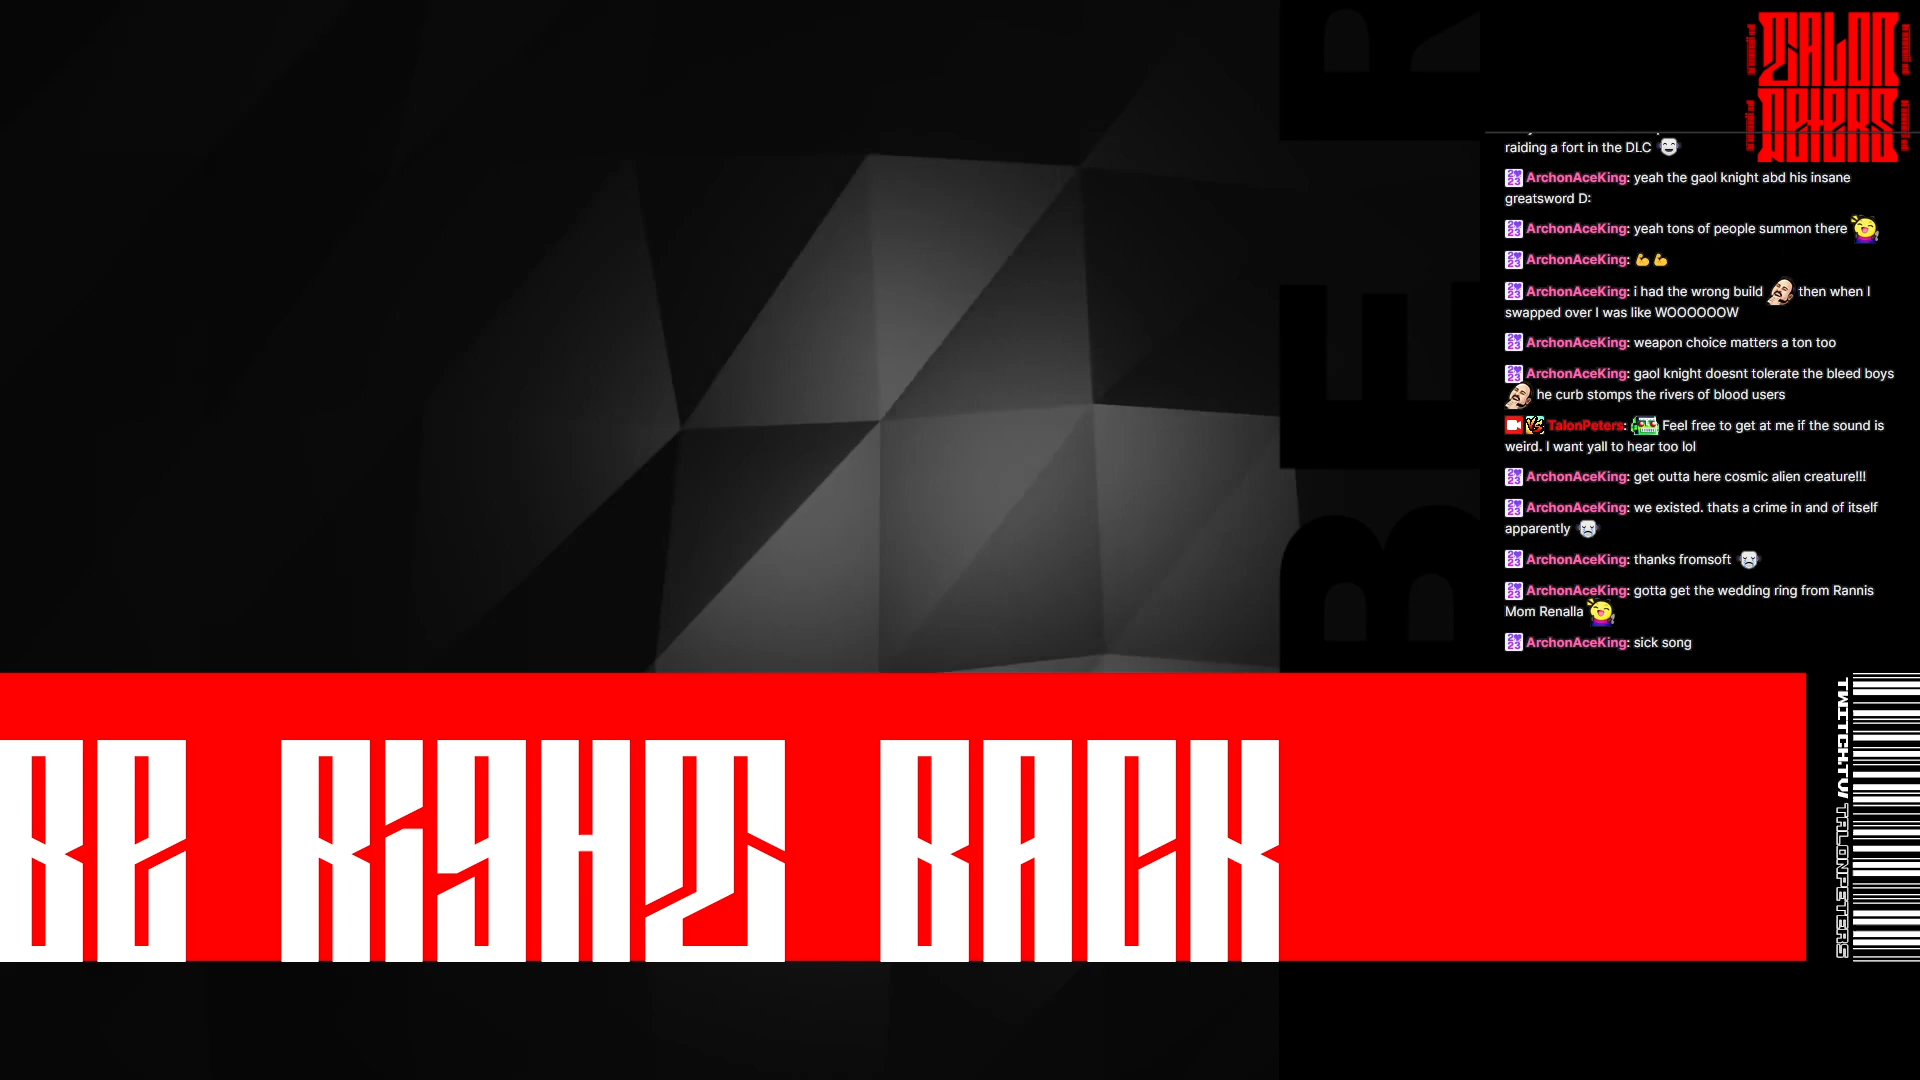 TALON
PETERS
raiding a fort in the DLC
ArchonAceKing: yeah the gaol knight abd his insane
greatsword D:
ArchonAceKing: yeah tons of people summon there
ArchonAceKing: 💪💪
ArchonAceKing: i had the wrong build then when I
swapped over I was like WOOOOOOW
ArchonAceKing: weapon choice matters a ton too
ArchonAceKing: gaol knight doesnt tolerate the bleed boys
he curb stomps the rivers of blood users
TalonPeters: Feel free to get at me if the sound is
weird. I want yall to hear too lol
ArchonAceKing: get outta here cosmic alien creature!!!
ArchonAceKing: we existed. thats a crime in and of itself
apparently
ArchonAceKing: thanks fromsoft
ArchonAceKing: gotta get the wedding ring from Rannis
Mom Renalla
ArchonAceKing: sick song
BE RIGHT BACK
TWITCH.TV/TALONPETERS